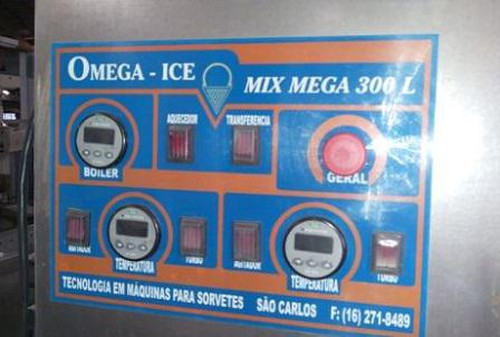 OMEGA - ICE
MIX MEGA 300 L
AQUECEDOR
TRANSFERENCIA
BOILER
GERAL
TURBO
BATEDOR
TURBO
TEMPERATURA
TEMPERATURA
TECNOLOGIA EM MÁQUINAS PARA SORVETES SÃO CARLOS F: (16) 271-8489